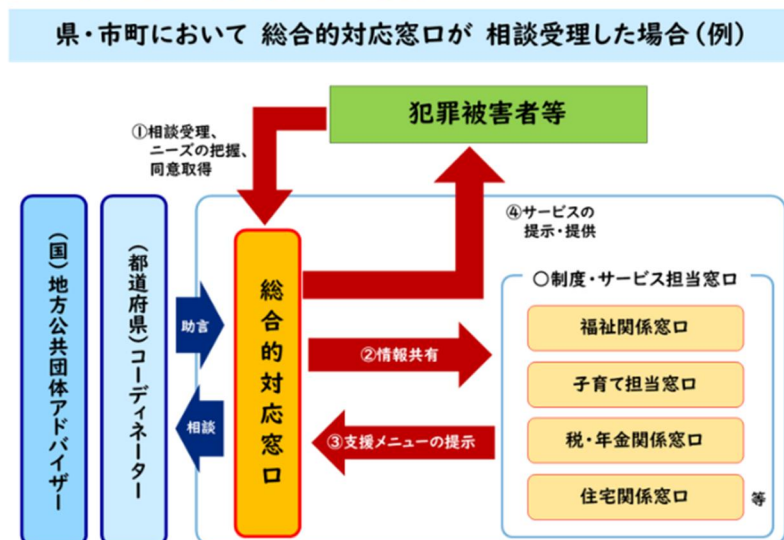 県・市町において 総合的対応窓口が 相談受理した場合（例）
犯罪被害者等
①相談受理、
ニーズの把握、
同意取得
④サービスの
提示・提供
（国）地方公共団体アドバイザー
（都道府県）コーディネーター
助言
相談
総合的対応窓口
②情報共有
③支援メニューの提示
〇制度・サービス担当窓口
福祉関係窓口
子育て担当窓口
税・年金関係窓口
住宅関係窓口
等